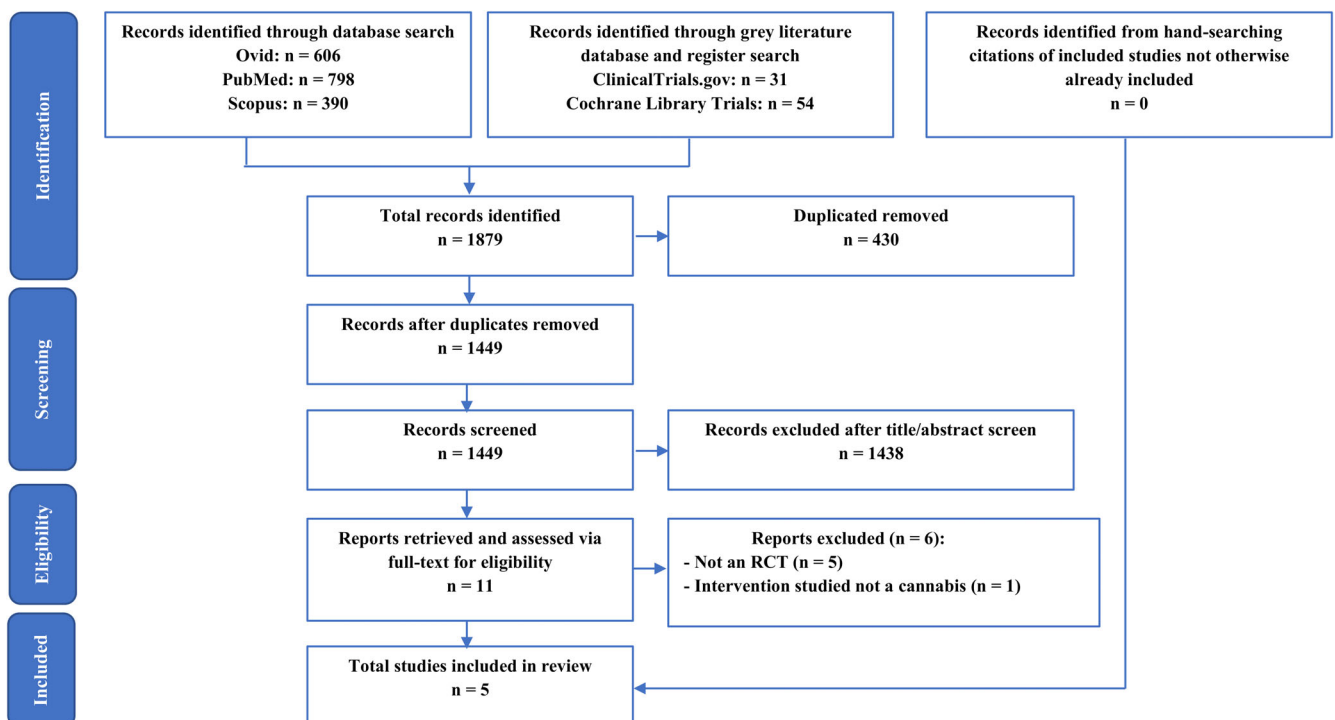 Identification
Records identified through database search
Ovid: n = 606
PubMed: n = 798
Scopus: n = 390
Records identified through grey literature
database and register search
ClinicalTrials.gov: n = 31
Cochrane Library Trials: n = 54
Records identified from hand-searching
citations of included studies not otherwise
already included
n = 0
Total records identified
n = 1879
Duplicated removed
n = 430
Screening
Records after duplicates removed
n = 1449
Records screened
n = 1449
Records excluded after title/abstract screen
n = 1438
Eligibility
Reports retrieved and assessed via
full-text for eligibility
n = 11
Reports excluded (n = 6):
- Not an RCT (n = 5)
- Intervention studied not a cannabis (n = 1)
Included
Total studies included in review
n = 5